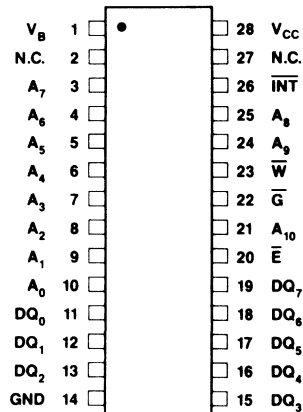 V_B 1 28 V_CC
N.C. 2 27 N.C.
A_7 3 26 I̅N̅T̅
A_6 4 25 A_8
A_5 5 24 A_9
A_4 6 23 W̅
A_3 7 22 G̅
A_2 8 21 A_10
A_1 9 20 E̅
A_0 10 19 DQ_7
DQ_0 11 18 DQ_6
DQ_1 12 17 DQ_5
DQ_2 13 16 DQ_4
GND 14 15 DQ_3